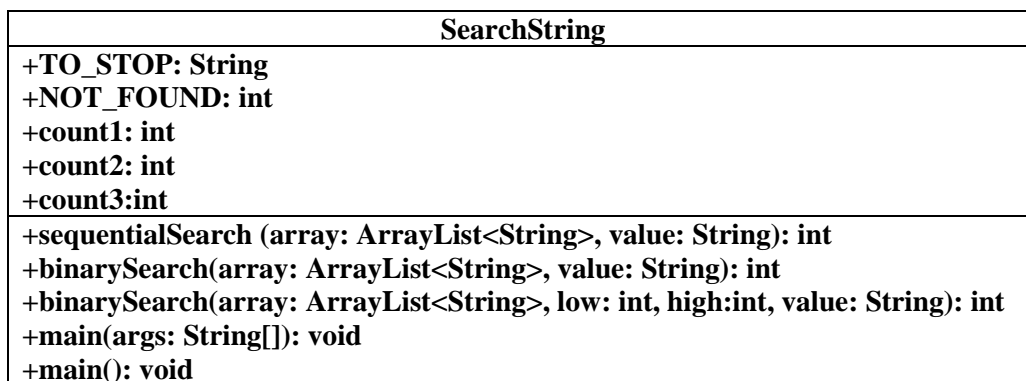 SearchString
+TO_STOP: String
+NOT_FOUND: int
+count1: int
+count2: int
+count3:int
+sequentialSearch (array: ArrayList<String>, value: String): int
+binarySearch(array: ArrayList<String>, value: String): int
+binarySearch(array: ArrayList<String>, low: int, high:int, value: String): int
+main(args: String[]): void
+main(): void